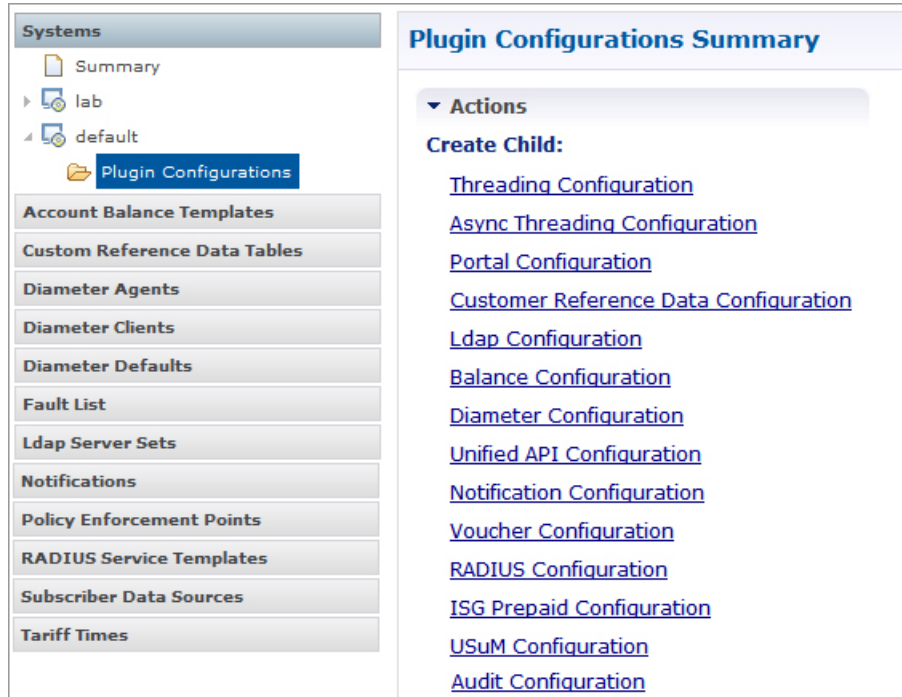 Systems
Summary
lab
default
Plugin Configurations
Account Balance Templates
Custom Reference Data Tables
Diameter Agents
Diameter Clients
Diameter Defaults
Fault List
Ldap Server Sets
Notifications
Policy Enforcement Points
RADIUS Service Templates
Subscriber Data Sources
Tariff Times
Plugin Configurations Summary
Actions
Create Child:
Threading Configuration
Async Threading Configuration
Portal Configuration
Customer Reference Data Configuration
Ldap Configuration
Balance Configuration
Diameter Configuration
Unified API Configuration
Notification Configuration
Voucher Configuration
RADIUS Configuration
ISG Prepaid Configuration
USuM Configuration
Audit Configuration